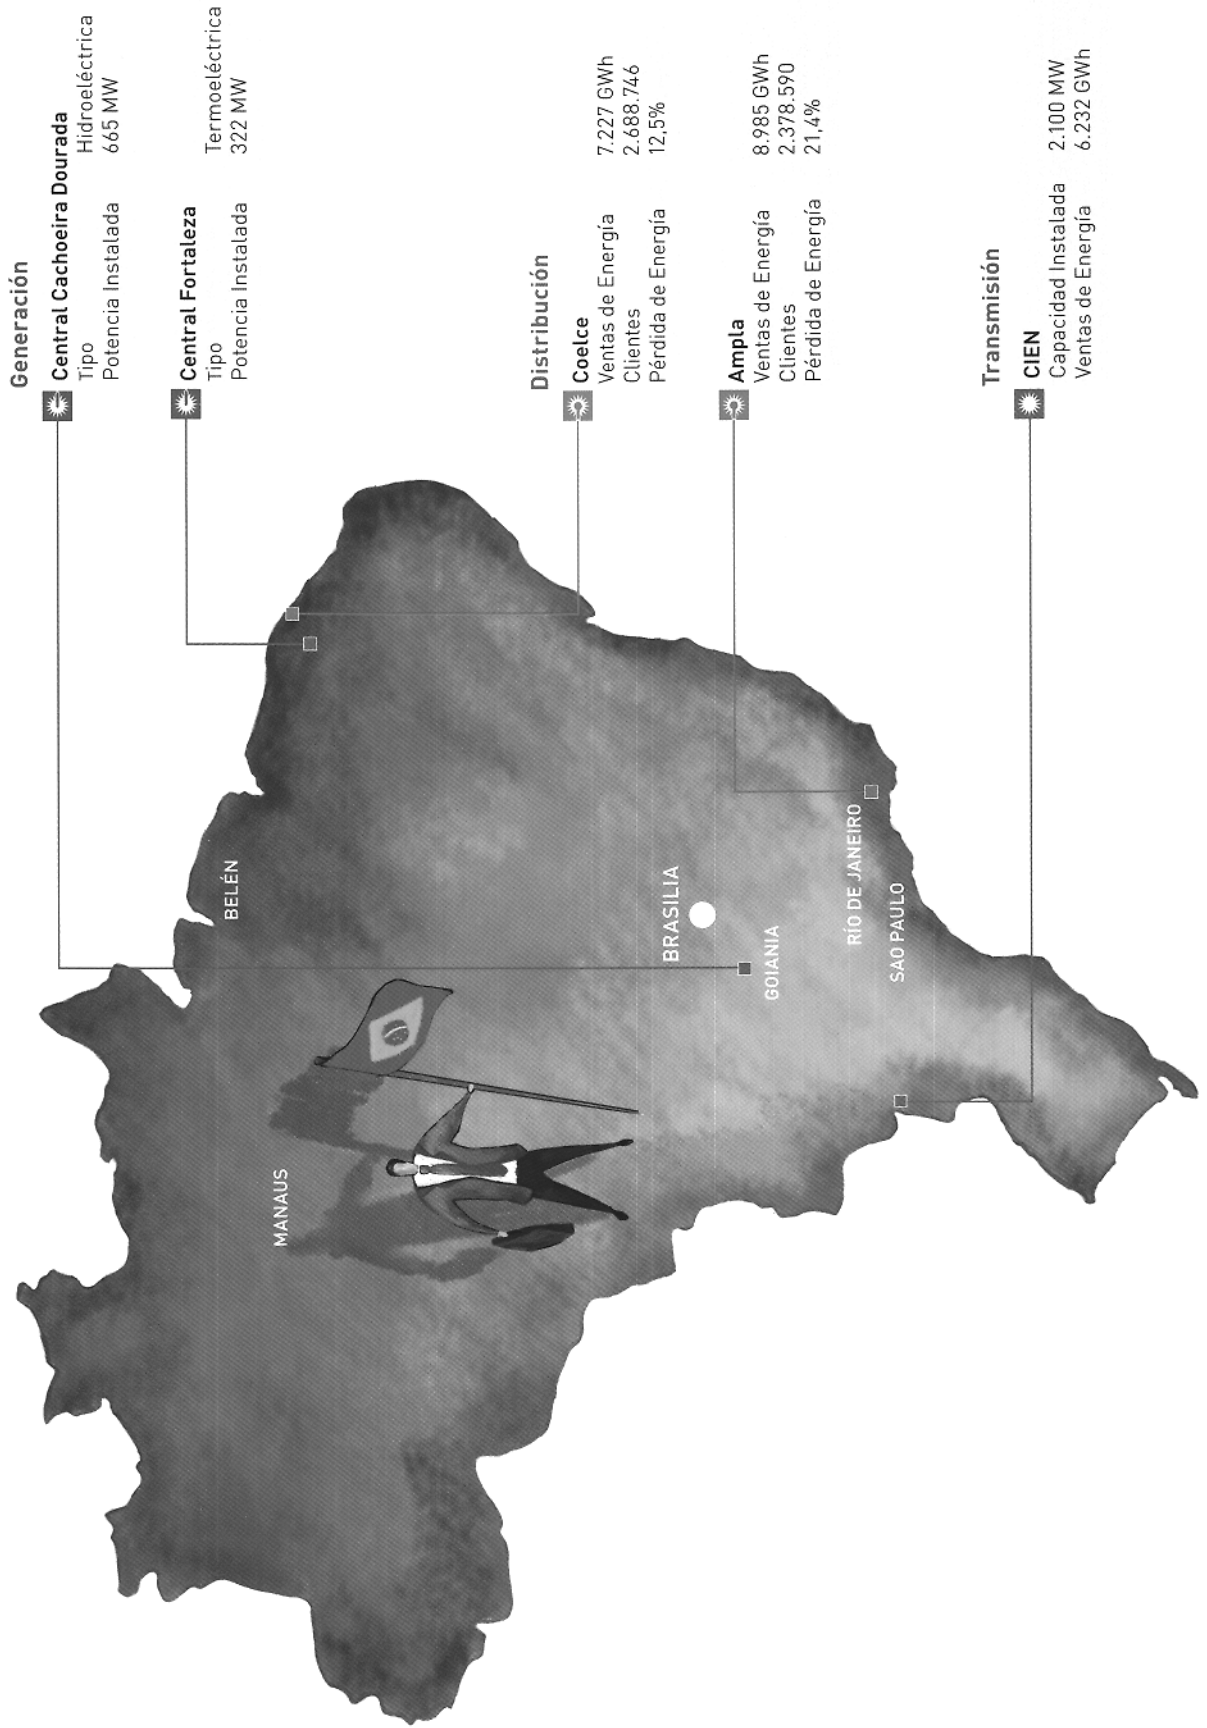 Generación
Central Cachoeira Dourada
Tipo Hidroeléctrica
Potencia Instalada 665 MW
Central Fortaleza
Tipo Termoeléctrica
Potencia Instalada 322 MW
Distribución
Coelce
Ventas de Energía 7.227 GWh
Clientes 2.688.746
Pérdida de Energía 12,5%
Ampla
Ventas de Energía 8.985 GWh
Clientes 2.378.590
Pérdida de Energía 21,4%
Transmisión
CIEN
Capacidad Instalada 2.100 MW
Ventas de Energía 6.232 GWh
MANAUS
BELÉN
BRASILIA
GOIANIA
RÍO DE JANEIRO
SAO PAULO